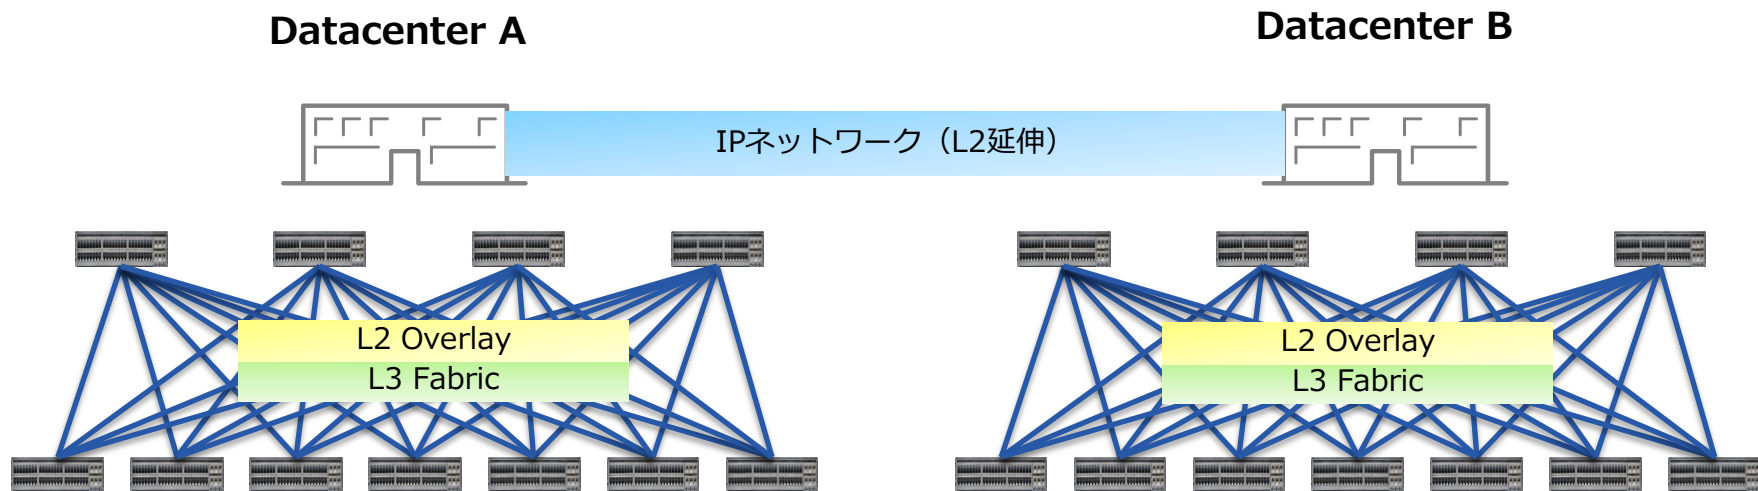 Datacenter A
Datacenter B
IPネットワーク（L2延伸）
L2 Overlay
L3 Fabric
L2 Overlay
L3 Fabric